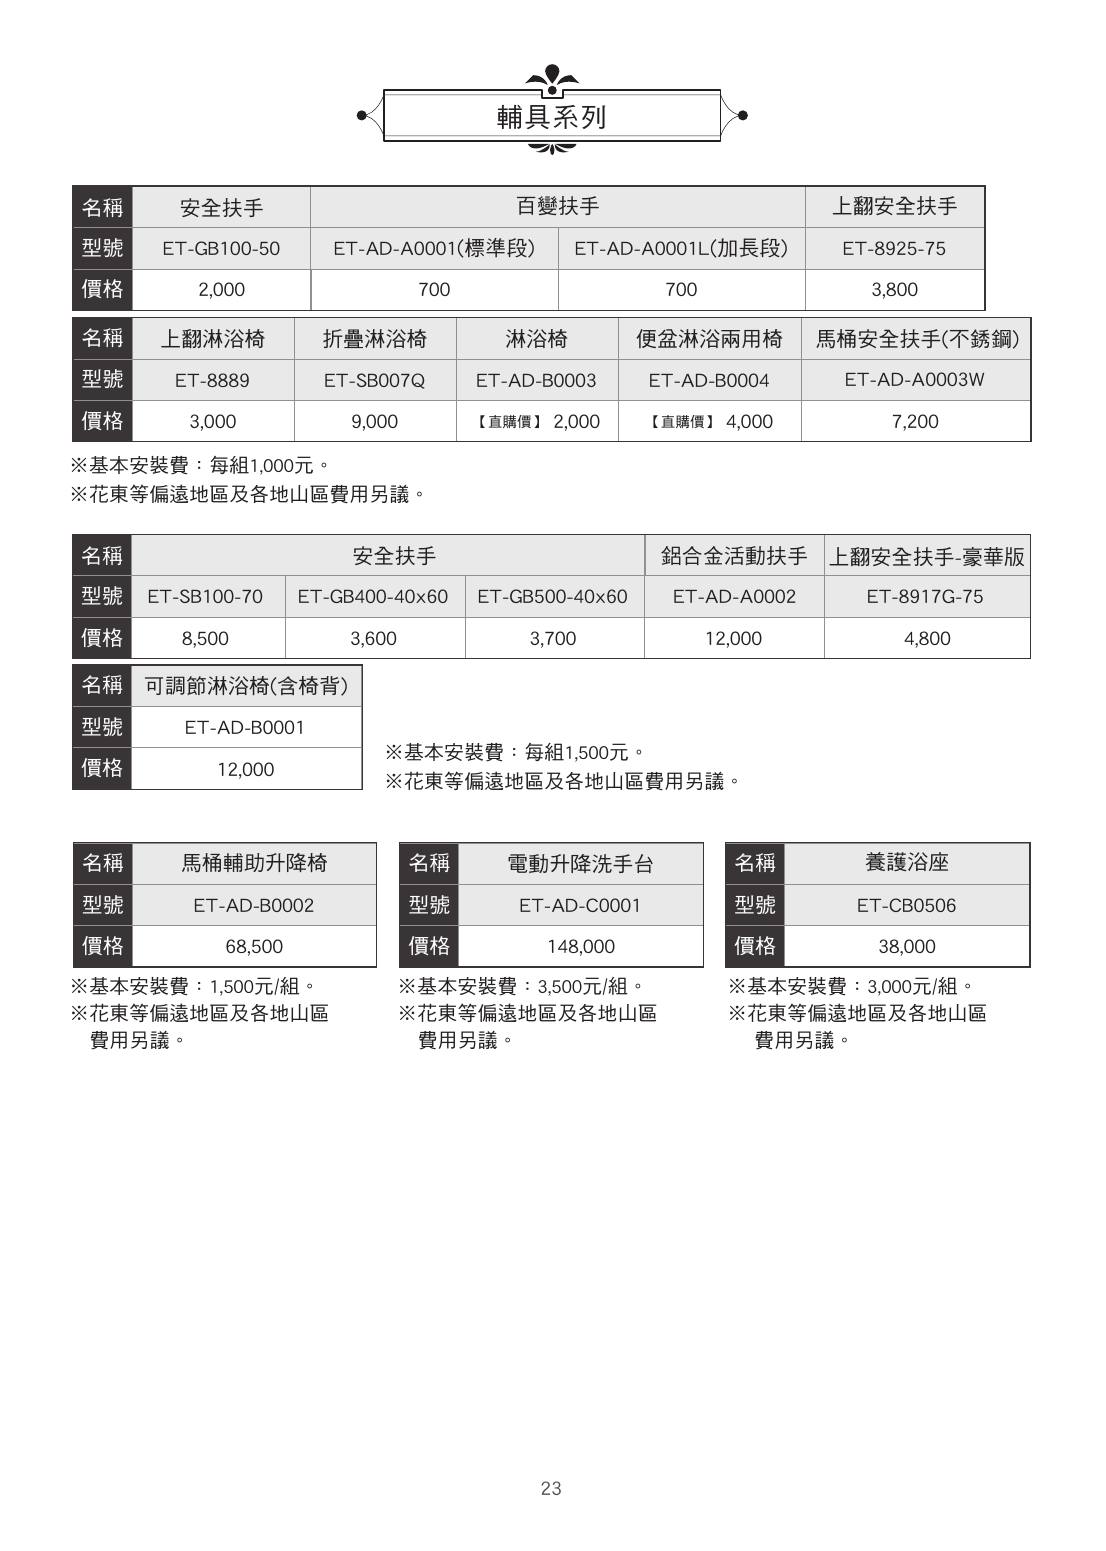 輔具系列
名稱 安全扶手 百變扶手 上翻安全扶手
型號 ET-GB100-50 ET-AD-A0001(標準段) ET-AD-A0001L(加長段) ET-8925-75
價格 2,000 700 700 3,800
名稱 上翻淋浴椅 折疊淋浴椅 淋浴椅 便盆淋浴兩用椅 馬桶安全扶手(不銹鋼)
型號 ET-8889 ET-SB007Q ET-AD-B0003 ET-AD-B0004 ET-AD-A0003W
價格 3,000 9,000 【直購價】 2,000 【直購價】 4,000 7,200
※基本安裝費：每組1,000元。
※花東等偏遠地區及各地山區費用另議。
名稱 安全扶手 鋁合金活動扶手 上翻安全扶手-豪華版
型號 ET-SB100-70 ET-GB400-40x60 ET-GB500-40x60 ET-AD-A0002 ET-8917G-75
價格 8,500 3,600 3,700 12,000 4,800
名稱 可調節淋浴椅(含椅背)
型號 ET-AD-B0001
價格 12,000
※基本安裝費：每組1,500元。
※花東等偏遠地區及各地山區費用另議。
名稱 馬桶輔助升降椅
型號 ET-AD-B0002
價格 68,500
※基本安裝費：1,500元/組。
※花東等偏遠地區及各地山區
費用另議。
名稱 電動升降洗手台
型號 ET-AD-C0001
價格 148,000
※基本安裝費：3,500元/組。
※花東等偏遠地區及各地山區
費用另議。
名稱 養護浴座
型號 ET-CB0506
價格 38,000
※基本安裝費：3,000元/組。
※花東等偏遠地區及各地山區
費用另議。
23